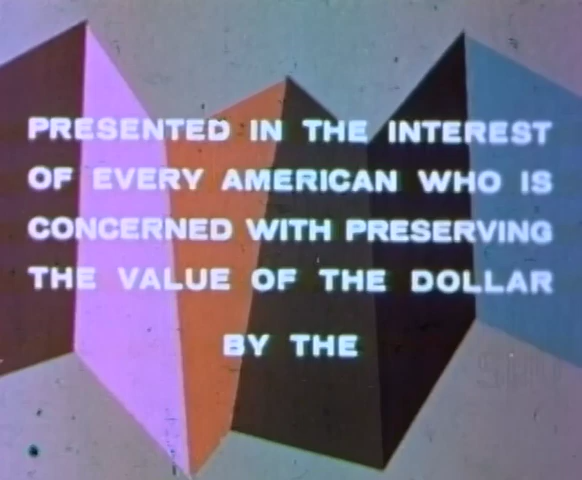 PRESENTED IN THE INTEREST
OF EVERY AMERICAN WHO IS
CONCERNED WITH PRESERVING
THE VALUE OF THE DOLLAR
BY THE